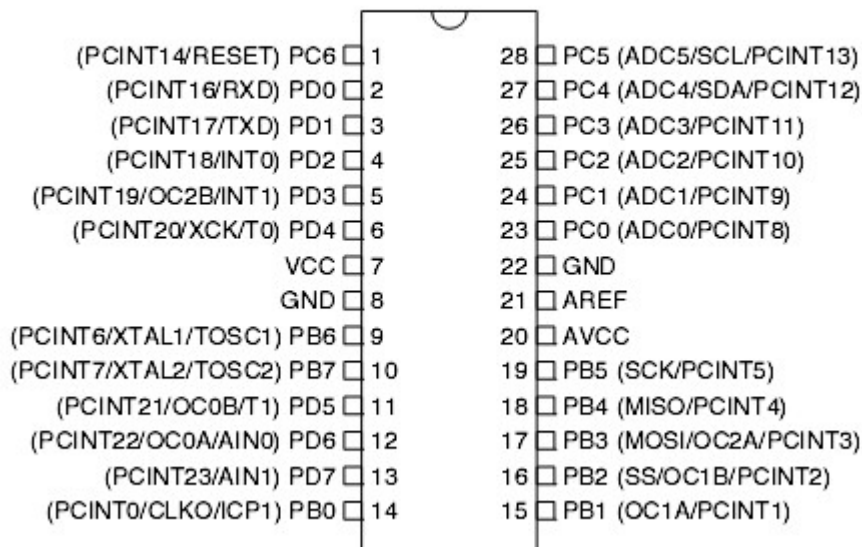 (PCINT14/RESET) PC6 1 28 PC5 (ADC5/SCL/PCINT13)
(PCINT16/RXD) PD0 2 27 PC4 (ADC4/SDA/PCINT12)
(PCINT17/TXD) PD1 3 26 PC3 (ADC3/PCINT11)
(PCINT18/INT0) PD2 4 25 PC2 (ADC2/PCINT10)
(PCINT19/OC2B/INT1) PD3 5 24 PC1 (ADC1/PCINT9)
(PCINT20/XCK/T0) PD4 6 23 PC0 (ADC0/PCINT8)
VCC 7 22 GND
GND 8 21 AREF
(PCINT6/XTAL1/TOSC1) PB6 9 20 AVCC
(PCINT7/XTAL2/TOSC2) PB7 10 19 PB5 (SCK/PCINT5)
(PCINT21/OC0B/T1) PD5 11 18 PB4 (MISO/PCINT4)
(PCINT22/OC0A/AIN0) PD6 12 17 PB3 (MOSI/OC2A/PCINT3)
(PCINT23/AIN1) PD7 13 16 PB2 (SS/OC1B/PCINT2)
(PCINT0/CLKO/ICP1) PB0 14 15 PB1 (OC1A/PCINT1)